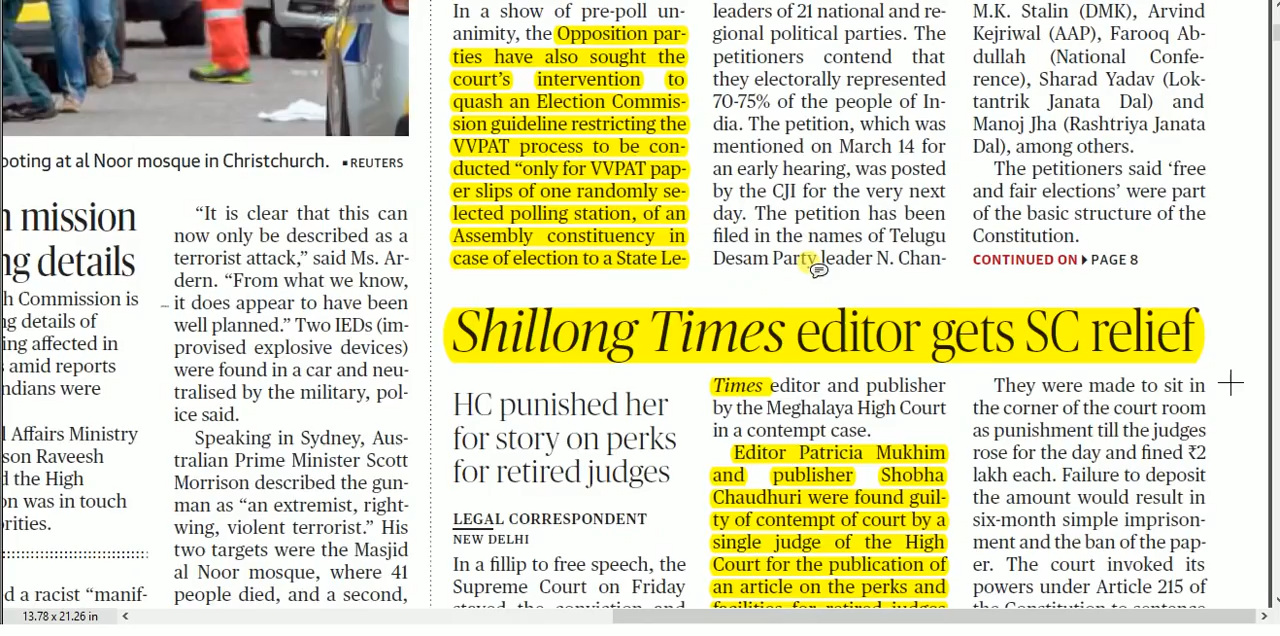 ooting at al Noor mosque in Christchurch. ▪REUTERS
n mission
ng details
h Commission is
ng details of
ing affected in
amid reports
ndians were
l Affairs Ministry
son Raveesh
d the High
on was in touch
orities.
d a racist “manif-
“It is clear that this can
now only be described as a
terrorist attack,” said Ms. Ar-
dern. “From what we know,
it does appear to have been
well planned.” Two IEDs (im-
provised explosive devices)
were found in a car and neu-
tralised by the military, pol-
ice said.
Speaking in Sydney, Aus-
tralian Prime Minister Scott
Morrison described the gun-
man as “an extremist, right-
wing, violent terrorist.” His
two targets were the Masjid
al Noor mosque, where 41
people died, and a second,
In a show of pre-poll un-
animity, the Opposition par-
ties have also sought the
court’s intervention to
quash an Election Commis-
sion guideline restricting the
VVPAT process to be con-
ducted “only for VVPAT pap-
er slips of one randomly se-
lected polling station, of an
Assembly constituency in
case of election to a State Le-
leaders of 21 national and re-
gional political parties. The
petitioners contend that
they electorally represented
70-75% of the people of In-
dia. The petition, which was
mentioned on March 14 for
an early hearing, was posted
by the CJI for the very next
day. The petition has been
filed in the names of Telugu
Desam Party leader N. Chan-
M.K. Stalin (DMK), Arvind
Kejriwal (AAP), Farooq Ab-
dullah (National Confe-
rence), Sharad Yadav (Lok-
tantrik Janata Dal) and
Manoj Jha (Rashtriya Janata
Dal), among others.
The petitioners said ‘free
and fair elections’ were part
of the basic structure of the
Constitution.
CONTINUED ON ▸ PAGE 8
Shillong Times editor gets SC relief
HC punished her
for story on perks
for retired judges
LEGAL CORRESPONDENT
NEW DELHI
In a fillip to free speech, the
Supreme Court on Friday
stayed the conviction and
Times editor and publisher
by the Meghalaya High Court
in a contempt case.
Editor Patricia Mukhim
and publisher Shobha
Chaudhuri were found guil-
ty of contempt of court by a
single judge of the High
Court for the publication of
an article on the perks and
facilities for retired judges
They were made to sit in
the corner of the court room
as punishment till the judges
rose for the day and fined ₹2
lakh each. Failure to deposit
the amount would result in
six-month simple imprison-
ment and the ban of the pap-
er. The court invoked its
powers under Article 215 of
the Constitution to sentence
13.78 x 21.26 in